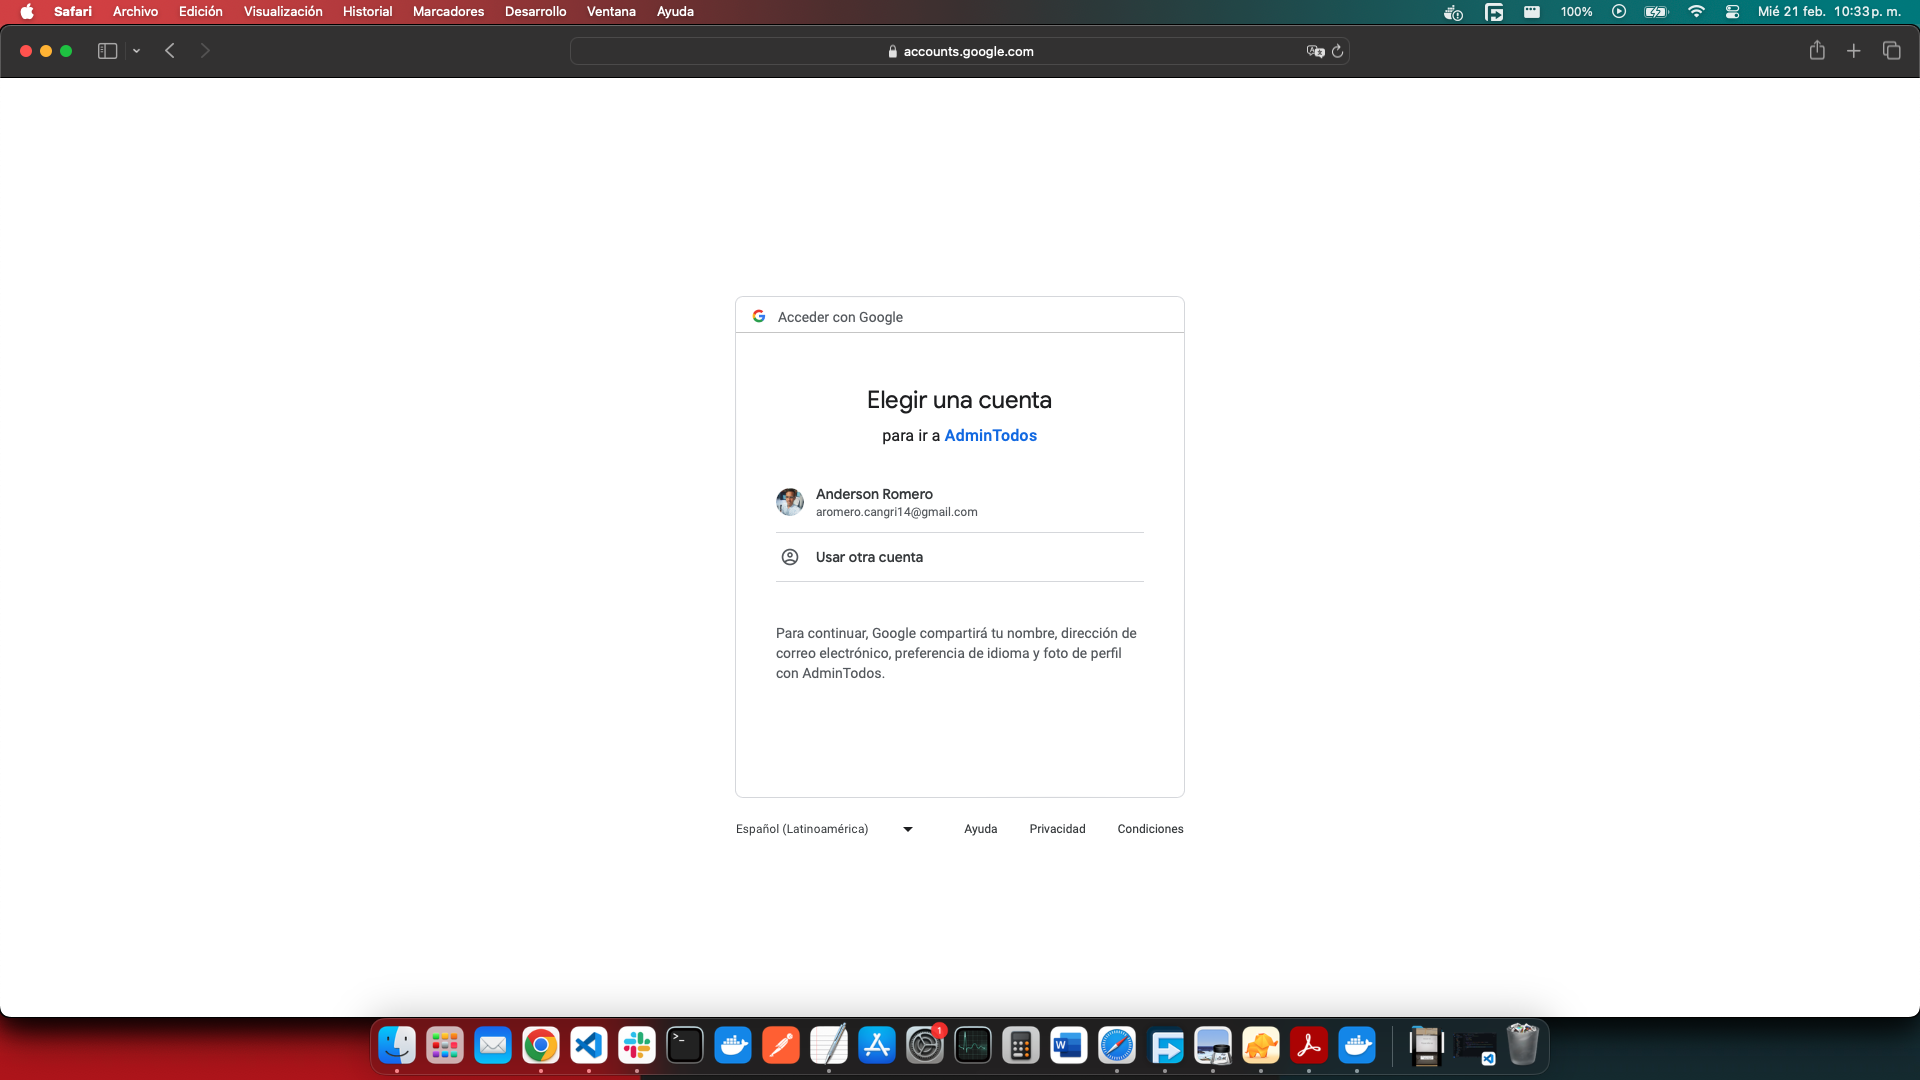 Safari Archivo Edición Visualización Historial Marcadores Desarrollo Ventana Ayuda 100% Mié 21 feb. 10:33 p. m.
accounts.google.com
Acceder con Google
Elegir una cuenta
para ir a AdminTodos
Anderson Romero
aromero.cangri14@gmail.com
Usar otra cuenta
Para continuar, Google compartirá tu nombre, dirección de
correo electrónico, preferencia de idioma y foto de perfil
con AdminTodos.
Español (Latinoamérica) Ayuda Privacidad Condiciones
1